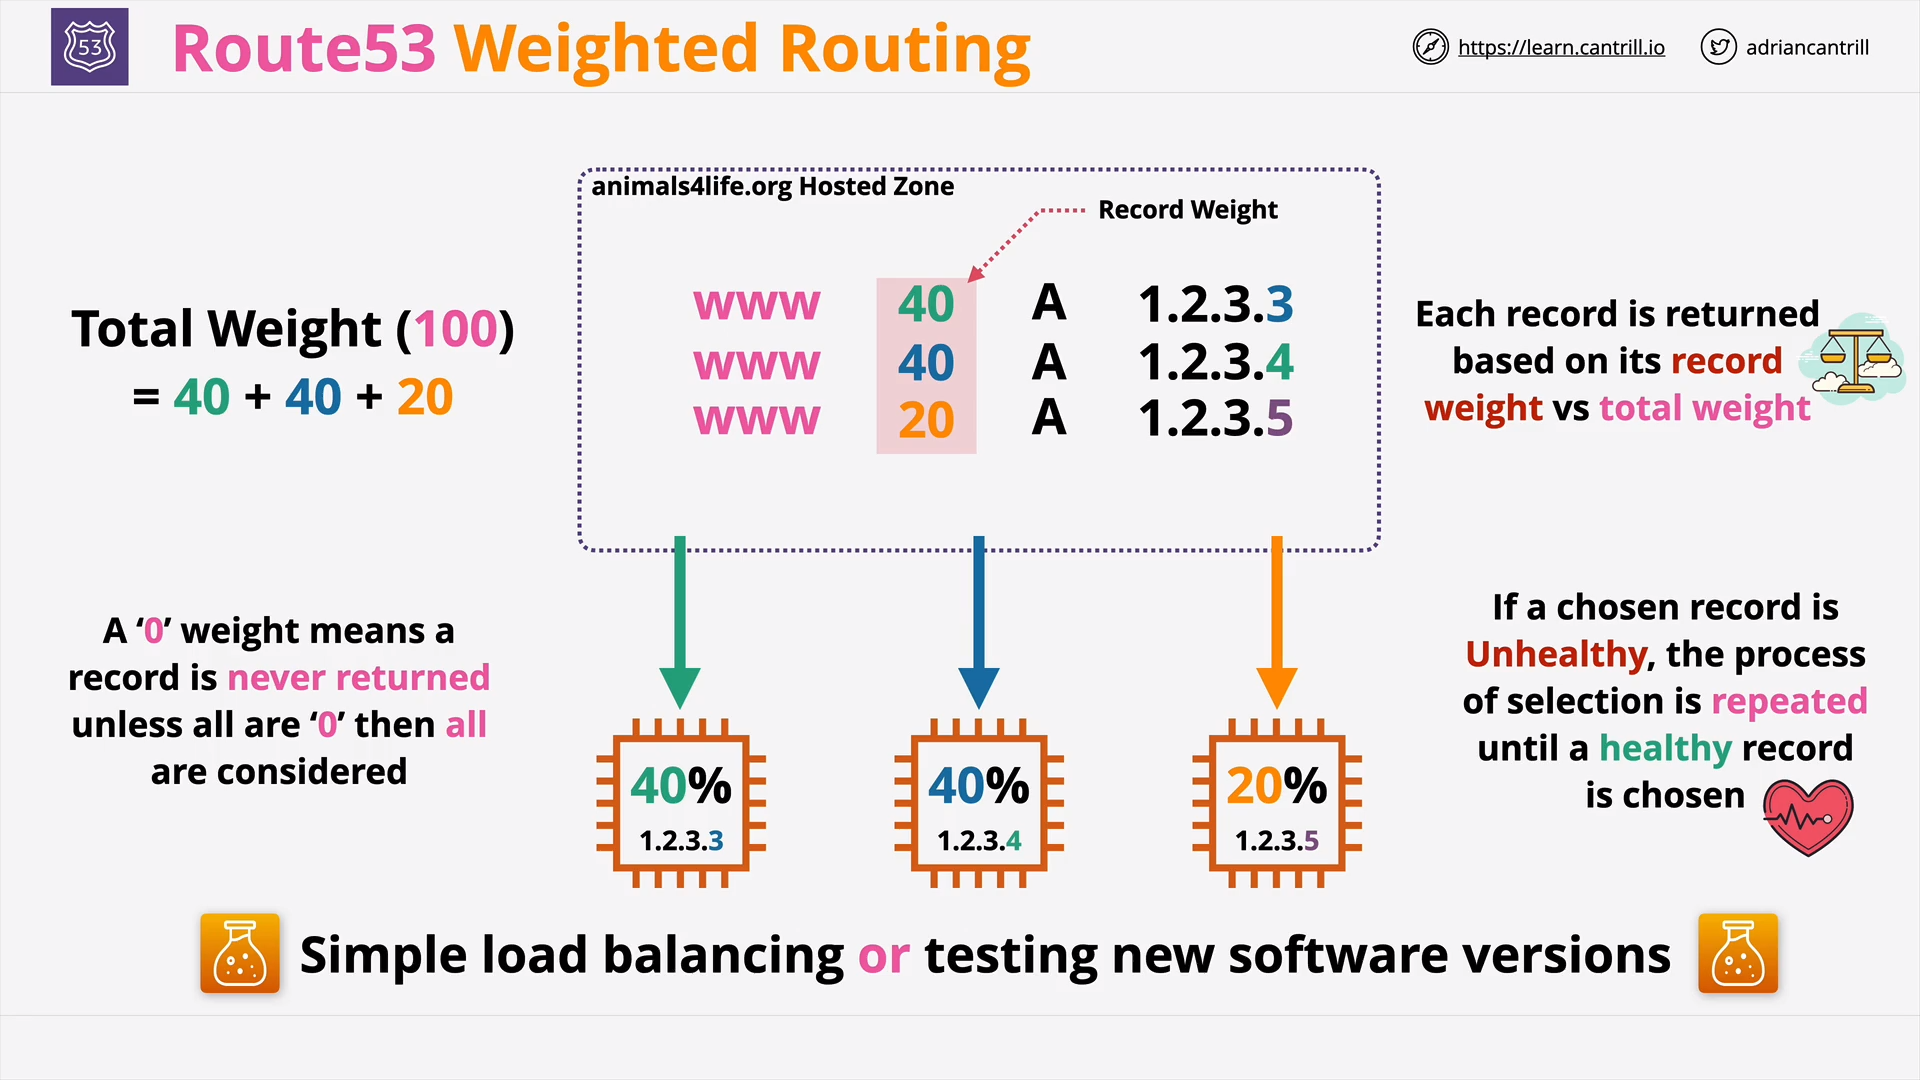 53
Route53 Weighted Routing
https://learn.cantrill.io
adriancantrill
animals4life.org Hosted Zone
Record Weight
www 40 A 1.2.3.3
www 40 A 1.2.3.4
www 20 A 1.2.3.5
Total Weight (100)
= 40 + 40 + 20
Each record is returned
based on its record
weight vs total weight
A ‘0’ weight means a
record is never returned
unless all are ‘0’ then all
are considered
If a chosen record is
Unhealthy, the process
of selection is repeated
until a healthy record
is chosen
40%
1.2.3.3
40%
1.2.3.4
20%
1.2.3.5
Simple load balancing or testing new software versions